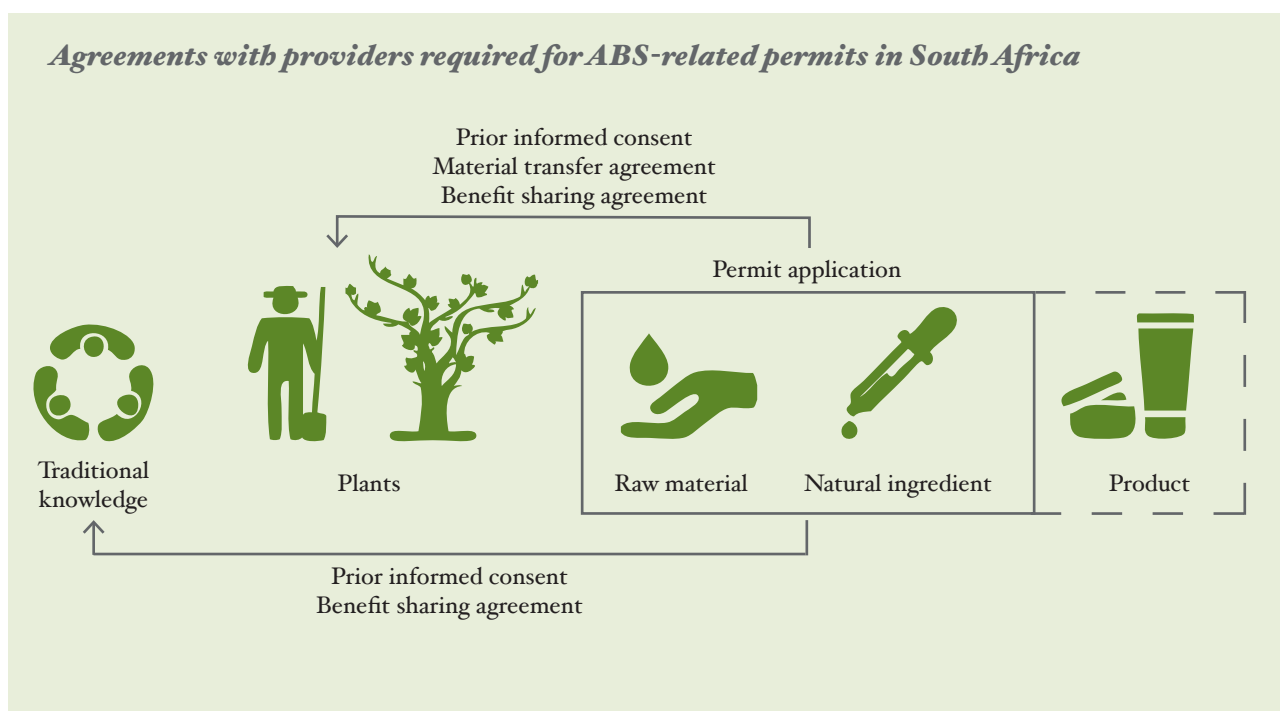 Agreements with providers required for ABS-related permits in South Africa
Prior informed consent
Material transfer agreement
Benefit sharing agreement
Permit application
Traditional
knowledge
Plants
Raw material
Natural ingredient
Product
Prior informed consent
Benefit sharing agreement